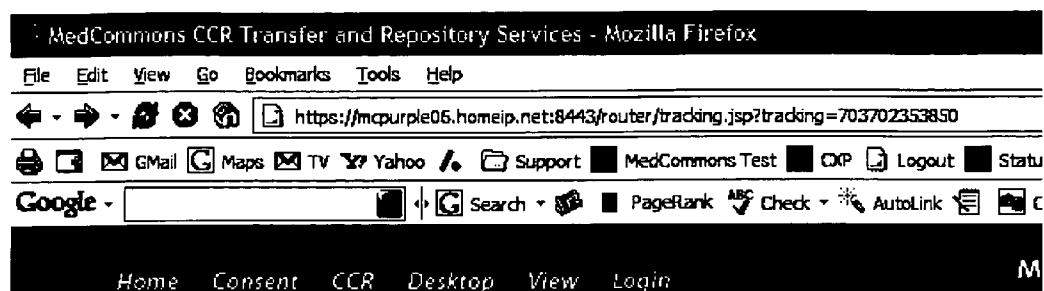 MedCommons CCR Transfer and Repository Services - Mozilla Firefox
File Edit View Go Bookmarks Tools Help
https://mcpurple06.homeip.net:8443/router/tracking.jsp?tracking=703702353850
GMail G Maps TV Y? Yahoo /. Support MedCommons Test CXP Logout Statu
Google - G Search PageRank ABC Check AutoLink
Home Consent CCR Desktop View Login M